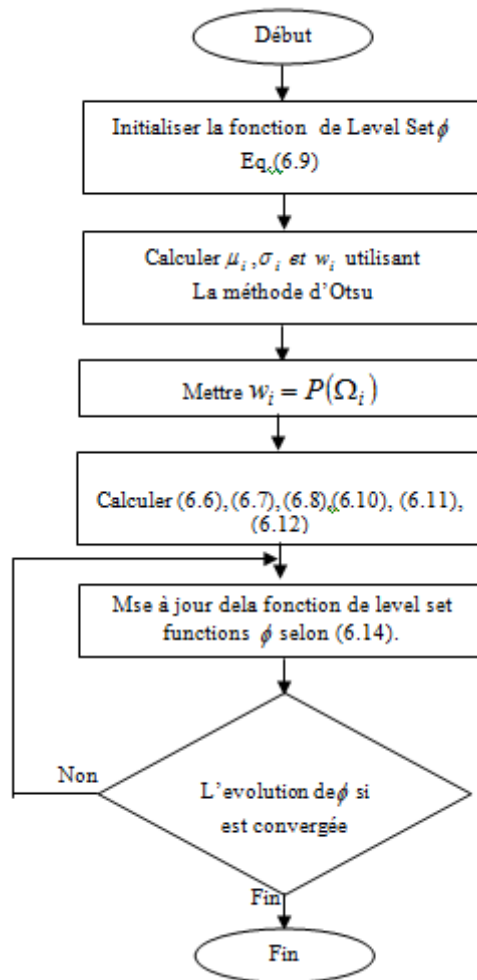 Début
Initialiser la fonction de Level Set ϕ
Eq.(6.9)
Calculer μᵢ ,σᵢ et wᵢ utilisant
La méthode d'Otsu
Mettre wᵢ = P(Ωᵢ)
Calculer (6.6), (6.7), (6.8),(6.10), (6.11),
(6.12)
Mse à jour dela fonction de level set
functions ϕ selon (6.14).
Non
L'evolution de ϕ si
est convergée
Fin
Fin